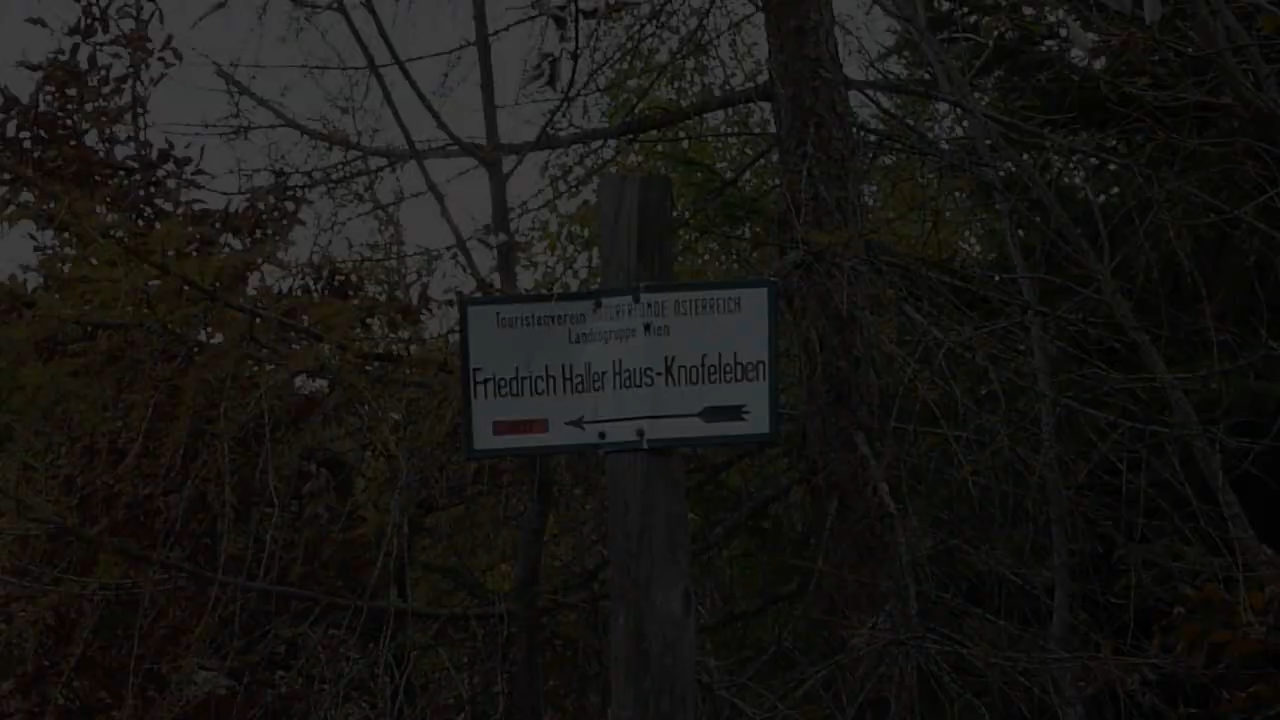 Touristenverein NATURFREUNDE ÖSTERREICH
Landesgruppe Wien
Friedrich Haller Haus-Knofeleben